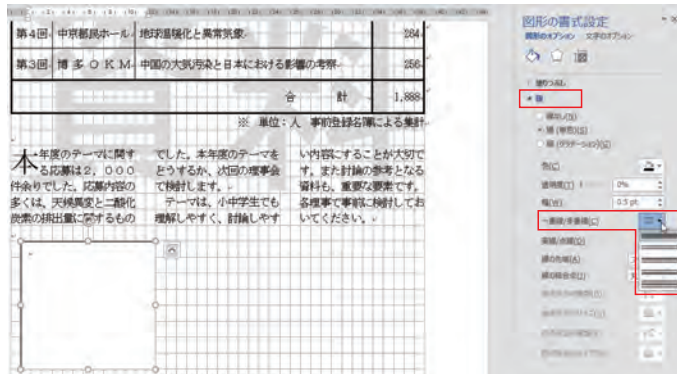 図形の書式設定
図形のオプション 文字のオプション
第4回 中京都民ホール 地球温暖化と異常気象 284
第3回 博多OKM 中国の大気汚染と日本における影響の考察 256
合 計 1,888
※ 単位:人 事前登録名簿による集計
本年度のテーマに関す
る応募は2,000
件余りでした。応募内容の
多くは、天候異変と二酸化
炭素の排出量に関するもの
でした。本年度のテーマを
どうするか、次回の理事会
で検討します。
テーマは、小中学生でも
理解しやすく、討論しやす
い内容にすることが大切で
す。また討論の参考となる
資料も、重要な要素です。
各理事で事前に検討してお
いてください。
塗りつぶし
線
線なし(N)
線 (単色)(S)
線 (グラデーション)(G)
色(C)
透明度(T) 0%
幅(W) 0.5 pt
一重線/多重線(C)
実線/点線(D)
線の先端(A)
線の結合点(J)